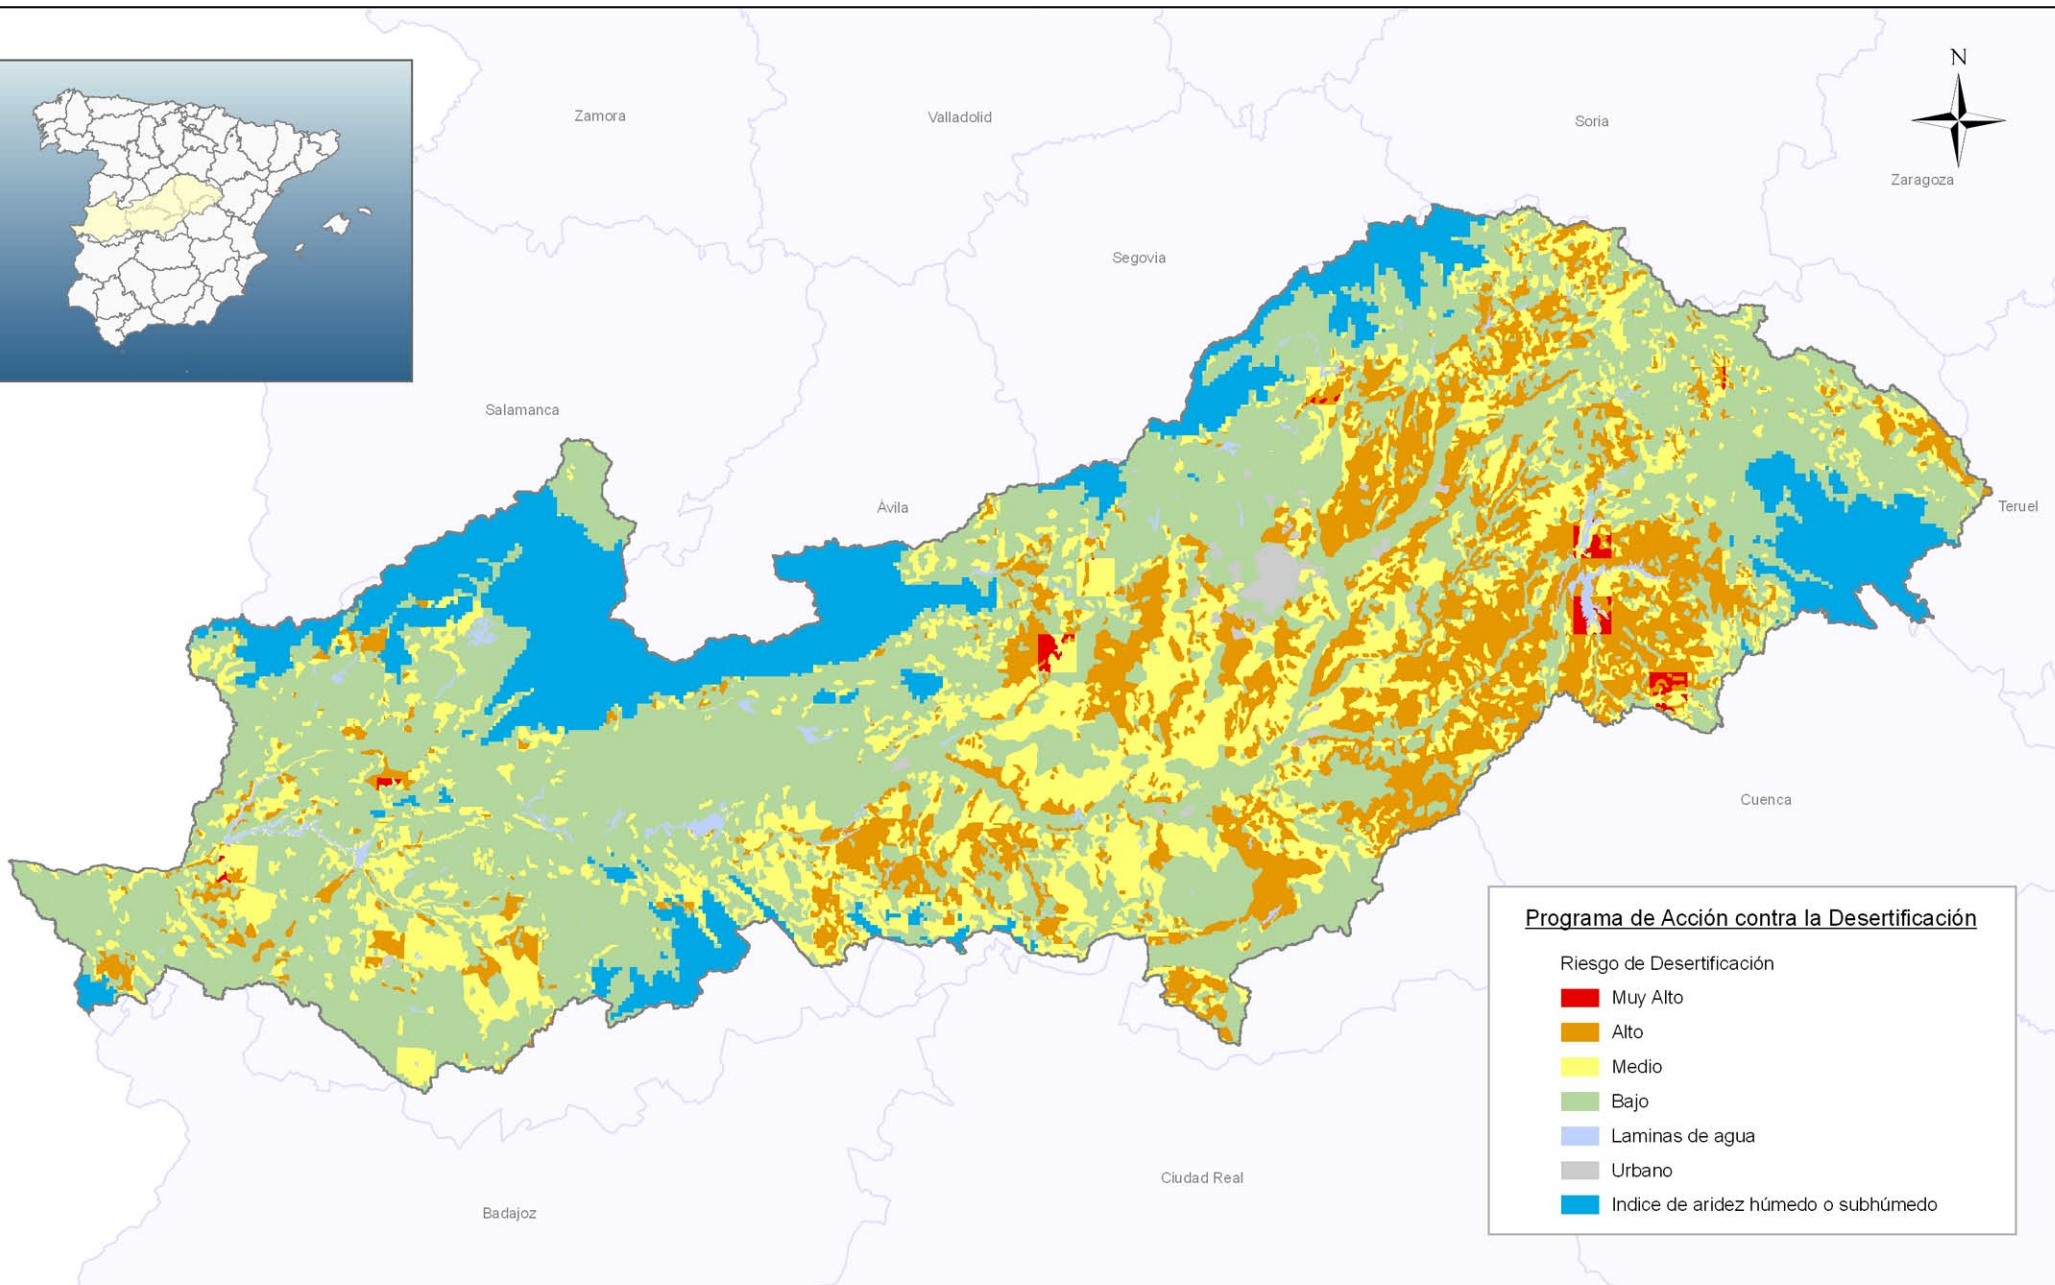 N
Zamora
Valladolid
Soria
Zaragoza
Segovia
Salamanca
Ávila
Teruel
Cuenca
Ciudad Real
Badajoz
Programa de Acción contra la Desertificación
Riesgo de Desertificación
Muy Alto
Alto
Medio
Bajo
Laminas de agua
Urbano
Indice de aridez húmedo o subhúmedo